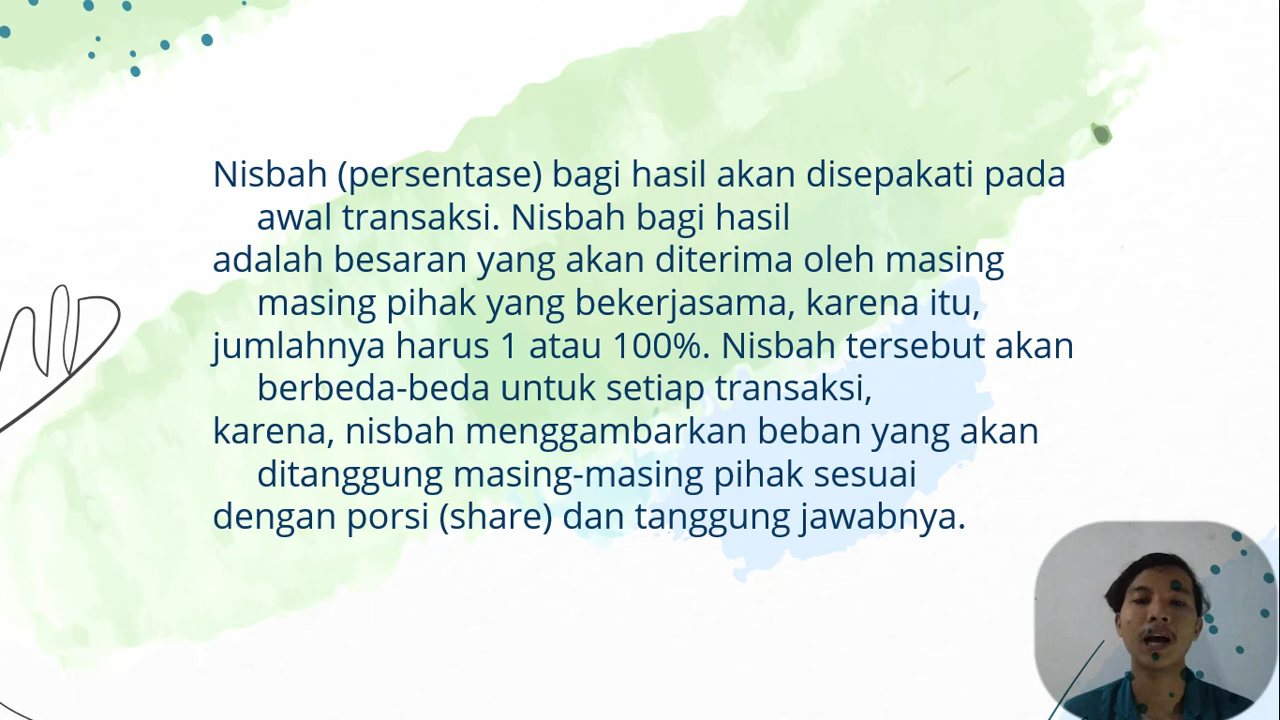 Nisbah (persentase) bagi hasil akan disepakati pada
awal transaksi. Nisbah bagi hasil
adalah besaran yang akan diterima oleh masing
masing pihak yang bekerjasama, karena itu,
jumlahnya harus 1 atau 100%. Nisbah tersebut akan
berbeda-beda untuk setiap transaksi,
karena, nisbah menggambarkan beban yang akan
ditanggung masing-masing pihak sesuai
dengan porsi (share) dan tanggung jawabnya.